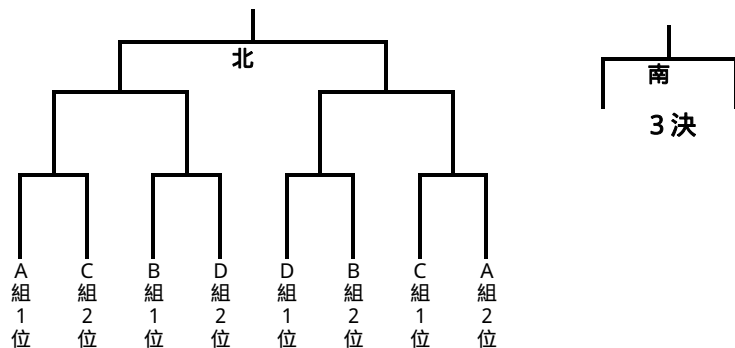 北
南
3決
A組1位
C組2位
B組1位
D組2位
D組1位
B組2位
C組1位
A組2位